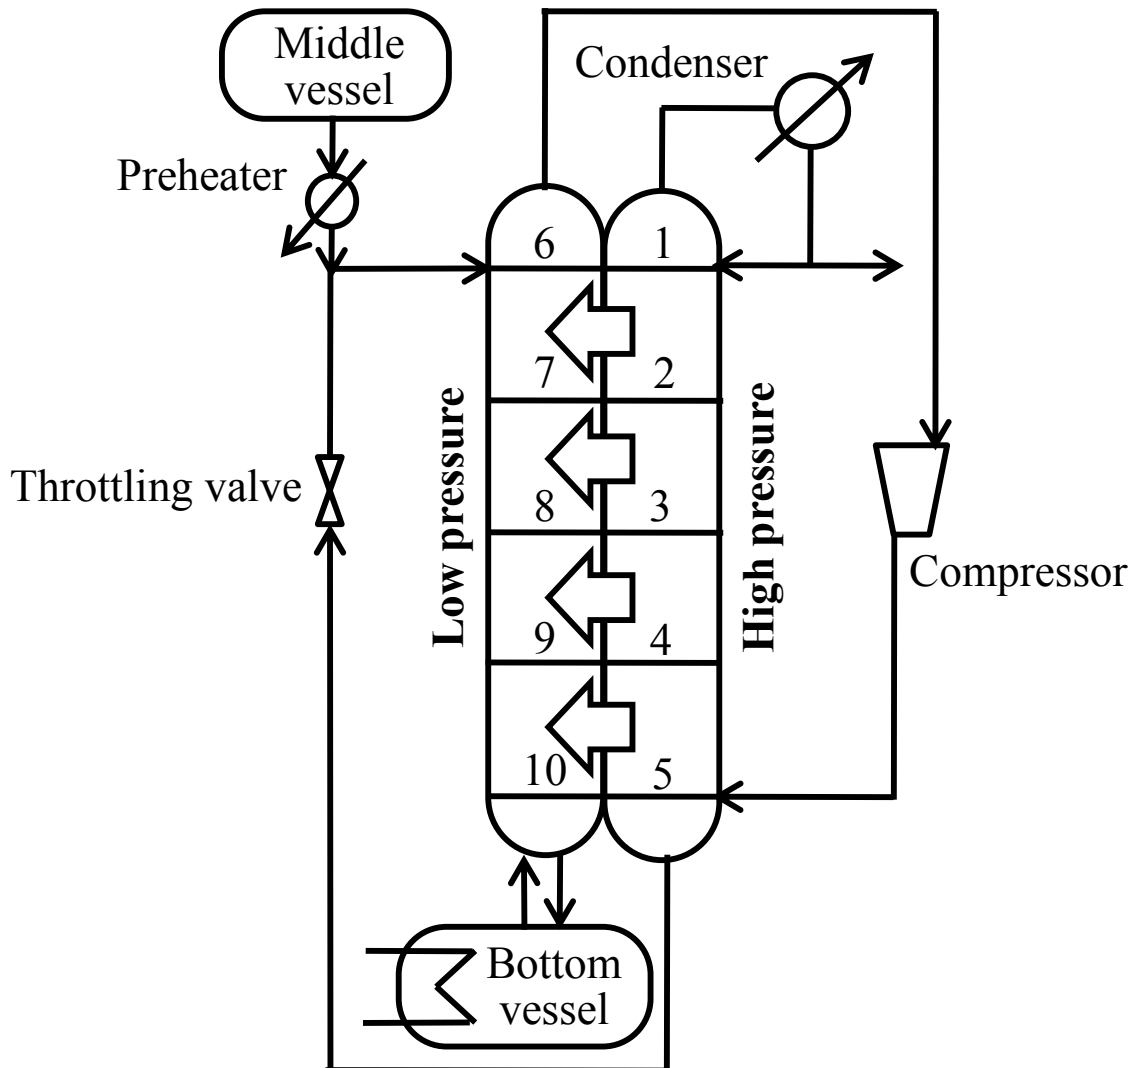 Middle
vessel
Condenser
Preheater
6
1
7
2
Throttling valve
Low pressure
High pressure
8
3
Compressor
9
4
10
5
Bottom
vessel